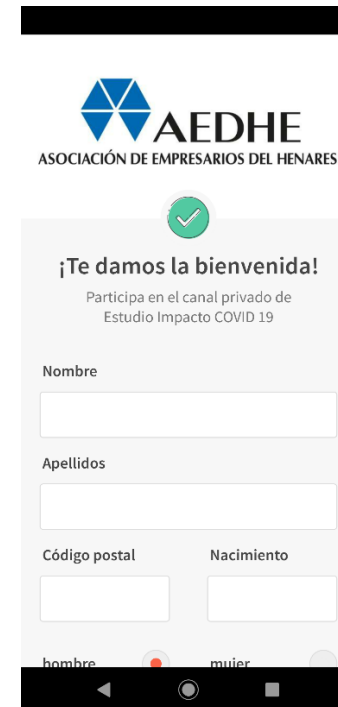 AEDHE
ASOCIACIÓN DE EMPRESARIOS DEL HENARES
¡Te damos la bienvenida!
Participa en el canal privado de
Estudio Impacto COVID 19
Nombre
Apellidos
Código postal Nacimiento
hombre mujer